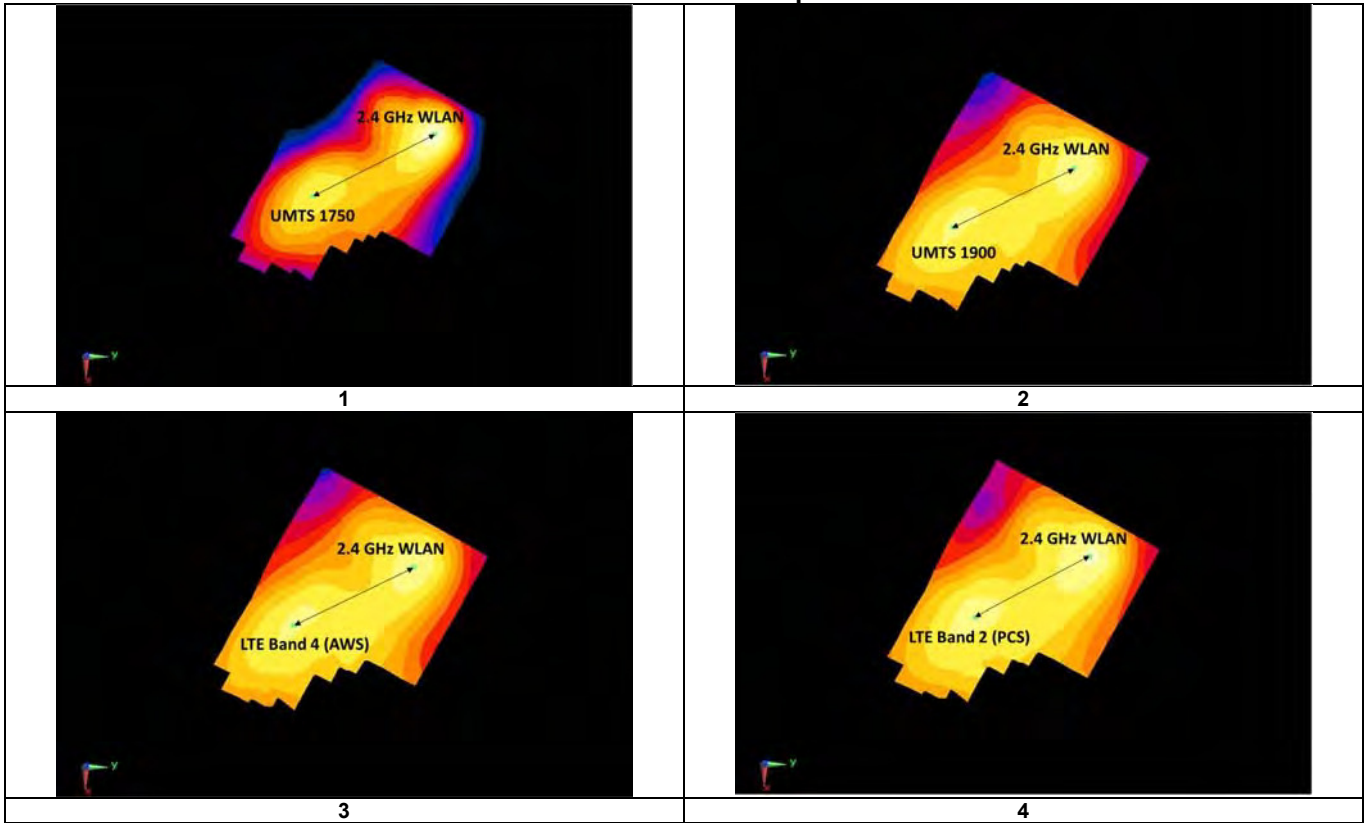 2.4 GHz WLAN
UMTS 1750
Y
1
2.4 GHz WLAN
UMTS 1900
Y
2
2.4 GHz WLAN
LTE Band 4 (AWS)
Y
3
2.4 GHz WLAN
LTE Band 2 (PCS)
Y
4